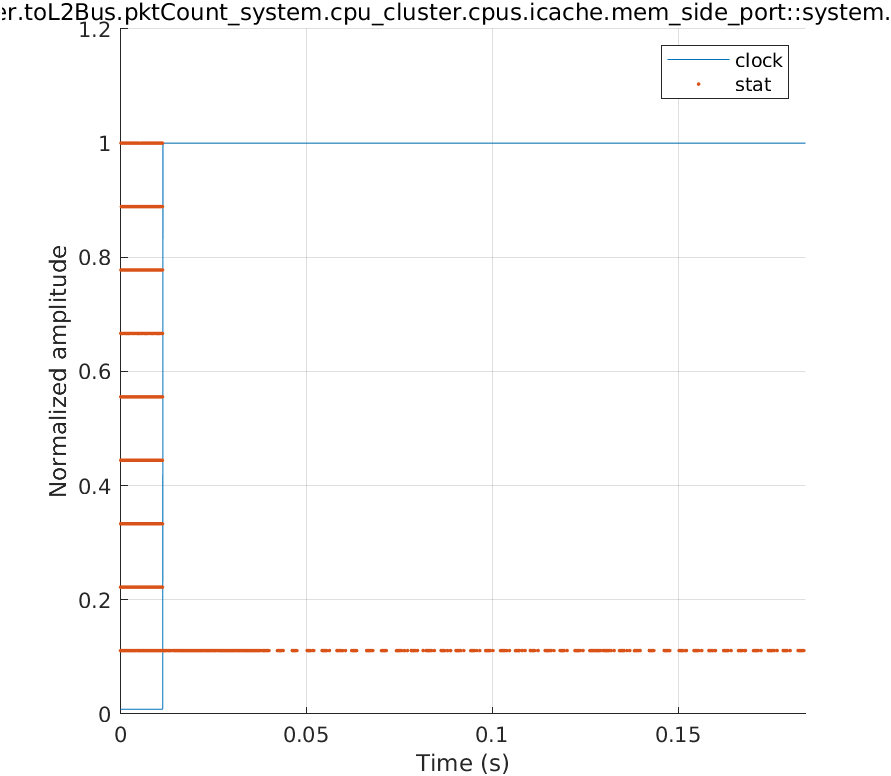 er.toL2Bus.pktCount_system.cpu_cluster.cpus.icache.mem_side_port::system.
1.2
clock
stat
1
0.8
0.6
0.4
0.2
0
Normalized amplitude
0
0.05
0.1
0.15
Time (s)